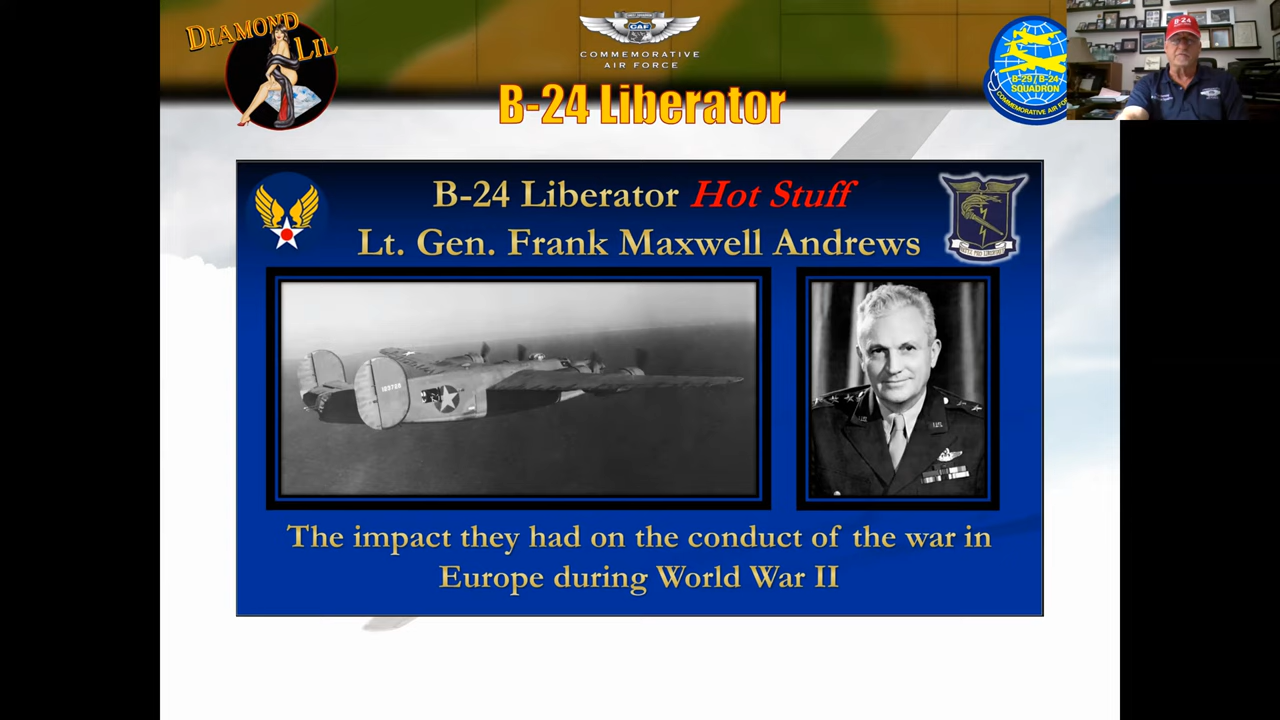 DIAMOND LIL
CAF
COMMEMORATIVE
AIR FORCE
B-24 Liberator
B-29/B-24
SQUADRON
COMMEMORATIVE AIR FOR
B-24
B-24 Liberator Hot Stuff
Lt. Gen. Frank Maxwell Andrews
The impact they had on the conduct of the war in
Europe during World War II